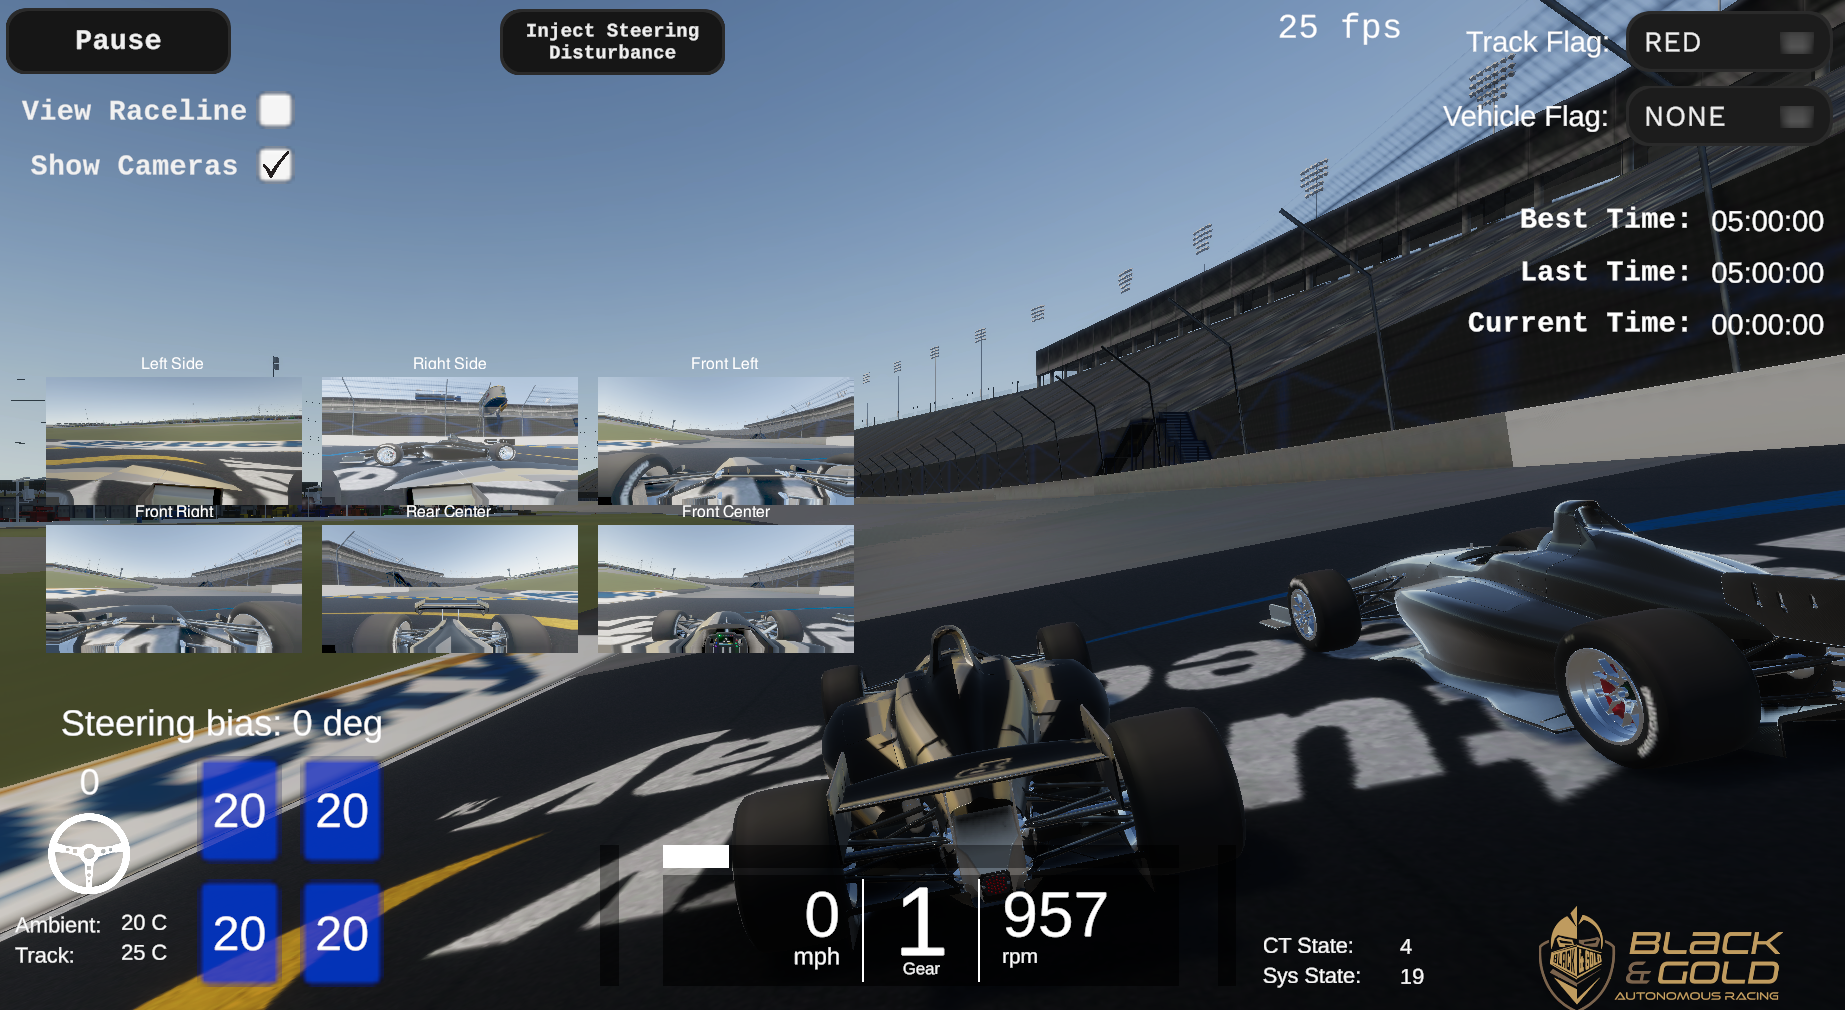 Pause
Inject Steering
Disturbance
25 fps
Track Flag: RED
View Raceline
Vehicle Flag: NONE
Show Cameras
Best Time: 05:00:00
Last Time: 05:00:00
Current Time: 00:00:00
Left Side
Right Side
Front Left
Front Right
Rear Center
Front Center
Steering bias: 0 deg
0
20
20
20
20
Ambient: 20 C
Track: 25 C
0
mph
1
Gear
957
rpm
CT State: 4
Sys State: 19
BLACK & GOLD
BLACK
& GOLD
AUTONOMOUS RACING